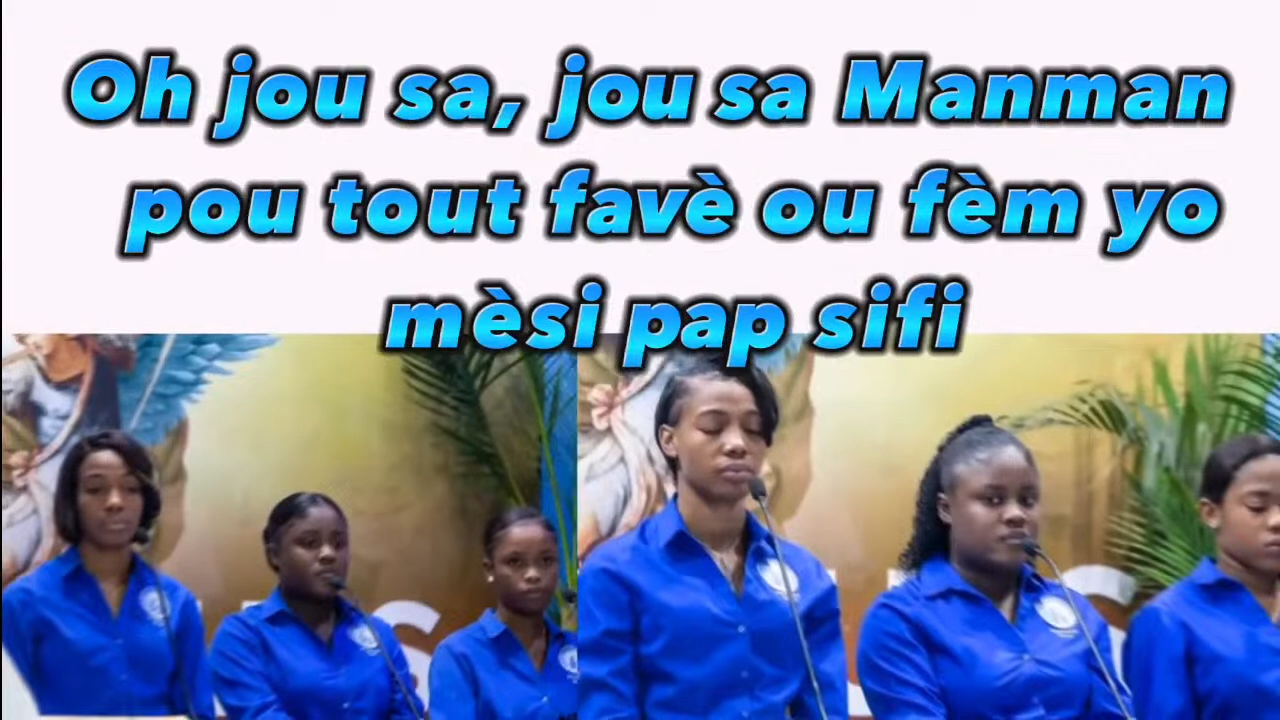 Oh jou sa, jou sa Manman
pou tout favè ou fèm yo
mèsi pap sifi